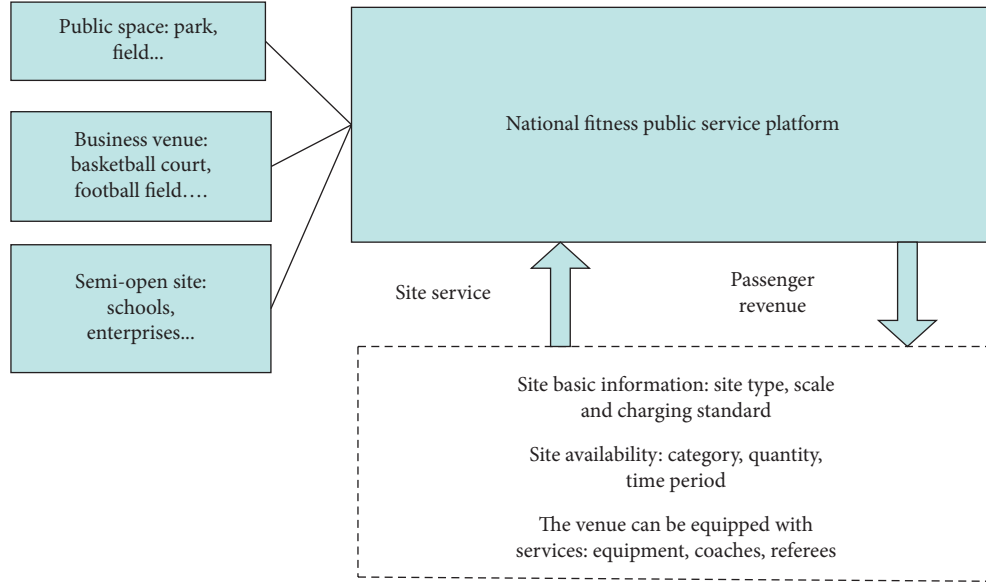 Public space: park,
field...
Business venue:
basketball court,
football field....
Semi-open site:
schools,
enterprises...
National fitness public service platform
Site service
Passenger
revenue
Site basic information: site type, scale
and charging standard
Site availability: category, quantity,
time period
The venue can be equipped with
services: equipment, coaches, referees